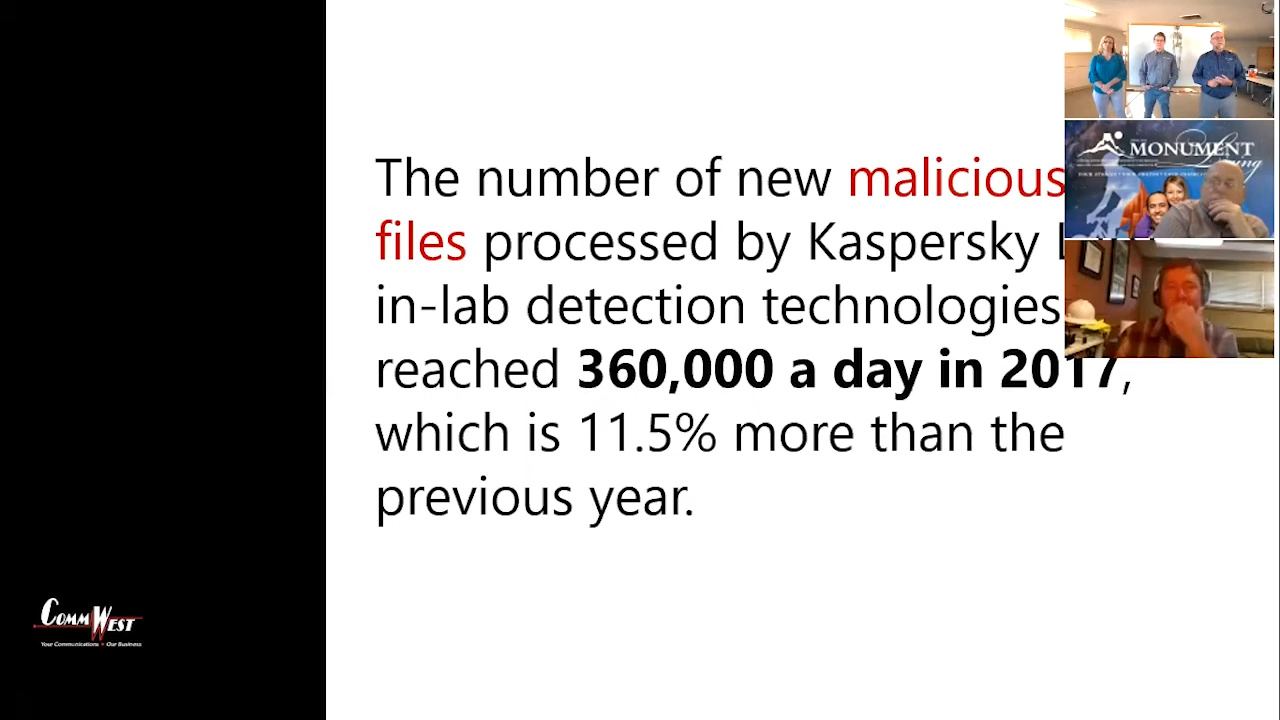 The number of new malicious
files processed by Kaspersky
in-lab detection technologies
reached 360,000 a day in 2017,
which is 11.5% more than the
previous year.
MONUMENT
Living
COMMWEST
Your Communications • Our Business